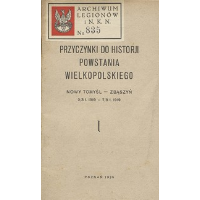 ARCHIWUM
LEGIONÓW
i N.K.N.
№ 835
PRZYCZYNKI DO HISTORJI
POWSTANIA
WIELKOPOLSKIEGO
NOWY TOMYŚL — ZBĄSZYŃ
I
POZNAŃ